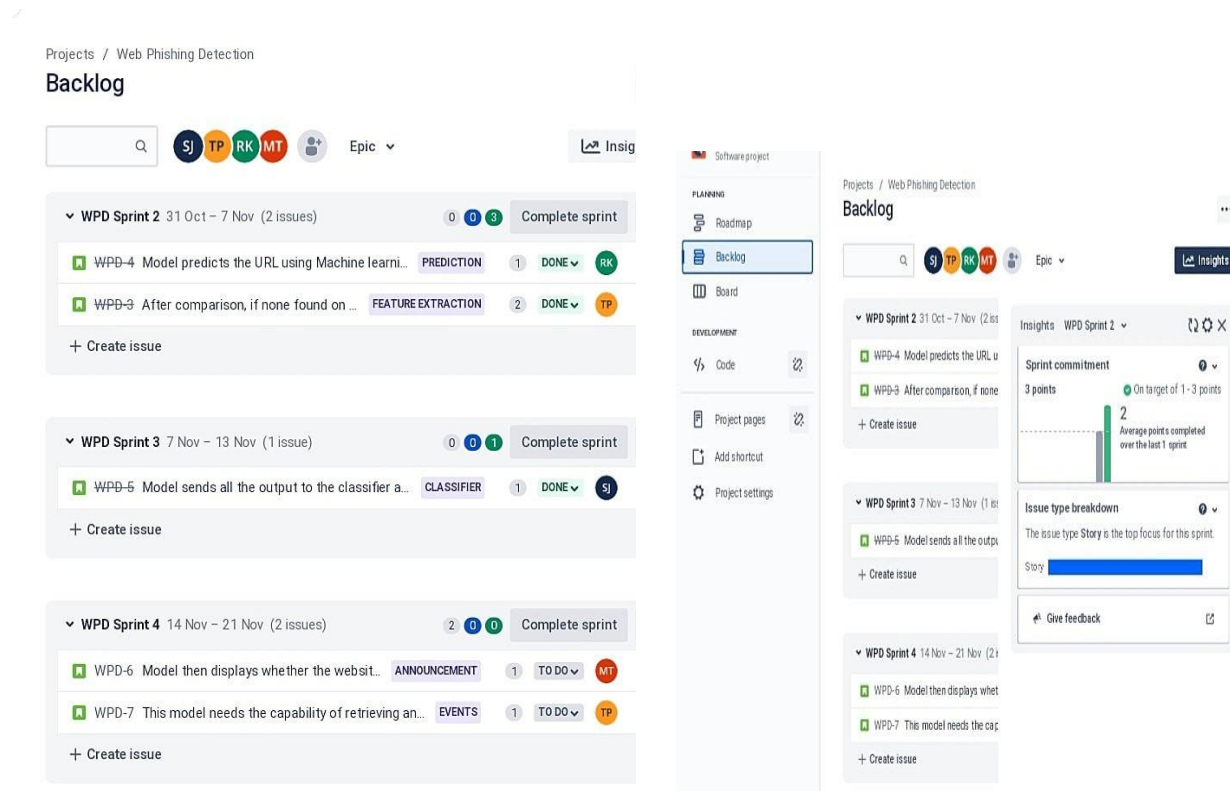 Projects / Web Phishing Detection
Backlog
SJ TP RK MT Epic Insig
WPD Sprint 2 31 Oct – 7 Nov (2 issues) 0 0 3 Complete sprint
WPD-4 Model predicts the URL using Machine learni... PREDICTION 1 DONE RK
WPD-3 After comparison, if none found on ... FEATURE EXTRACTION 2 DONE TP
+ Create issue
WPD Sprint 3 7 Nov – 13 Nov (1 issue) 0 0 1 Complete sprint
WPD-5 Model sends all the output to the classifier a... CLASSIFIER 1 DONE SJ
+ Create issue
WPD Sprint 4 14 Nov – 21 Nov (2 issues) 2 0 0 Complete sprint
WPD-6 Model then displays whether the websit... ANNOUNCEMENT 1 TO DO MT
WPD-7 This model needs the capability of retrieving an... EVENTS 1 TO DO TP
+ Create issue
Software project
PLANNING
Roadmap
Backlog
Board
DEVELOPMENT
Code
Project pages
Add shortcut
Project settings
Projects / Web Phishing Detection
Backlog
SJ TP RK MT Epic Insights
WPD Sprint 2 31 Oct – 7 Nov (2 iss
WPD-4 Model predicts the URL u
WPD-3 After comparison, if none
+ Create issue
WPD Sprint 3 7 Nov – 13 Nov (1 is
WPD-5 Model sends all the outpu
+ Create issue
WPD Sprint 4 14 Nov – 21 Nov (2 i
WPD-6 Model then displays whet
WPD-7 This model needs the cap
+ Create issue
Insights WPD Sprint 2
Sprint commitment
3 points On target of 1 - 3 points
2
Average points completed
over the last 1 sprint
Issue type breakdown
The issue type Story is the top focus for this sprint.
Story
Give feedback